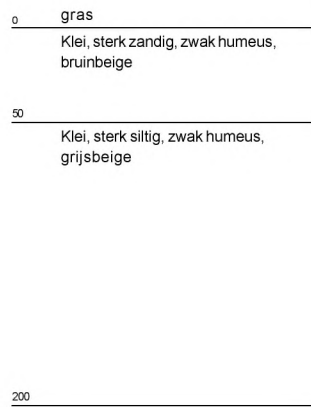 0 gras
Klei, sterk zandig, zwak humeus,
bruinbeige
50
Klei, sterk siltig, zwak humeus,
grijsbeige
200